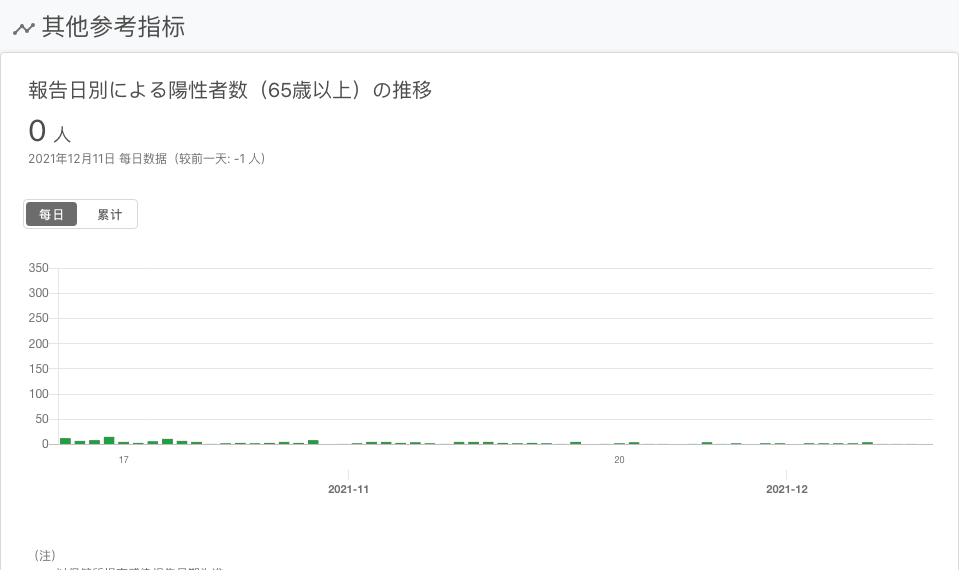 其他参考指标
報告日別による陽性者数（65歳以上）の推移
0 人
2021年12月11日 每日数据（较前一天: -1 人）
每日 累计
350
300
250
200
150
100
50
0
17 20
2021-11 2021-12
（注）